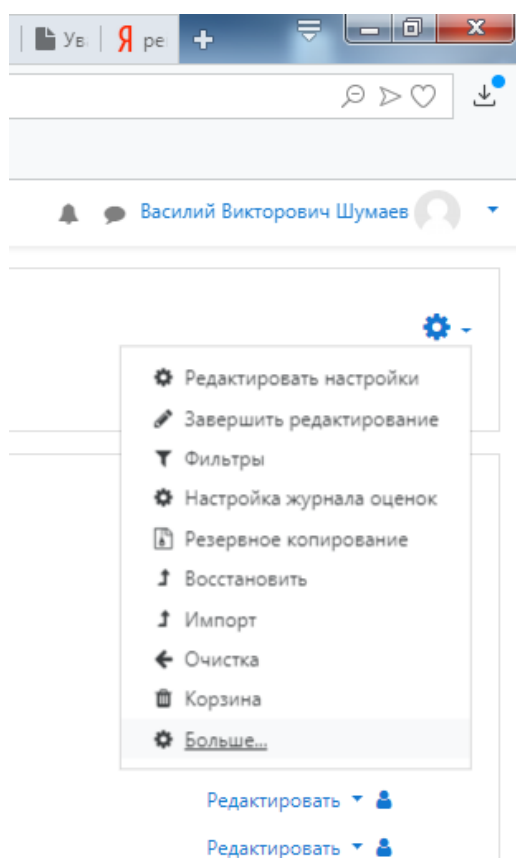 Ув
Я ре
Василий Викторович Шумаев
Редактировать настройки
Завершить редактирование
Фильтры
Настройка журнала оценок
Резервное копирование
Восстановить
Импорт
Очистка
Корзина
Больше...
Редактировать
Редактировать